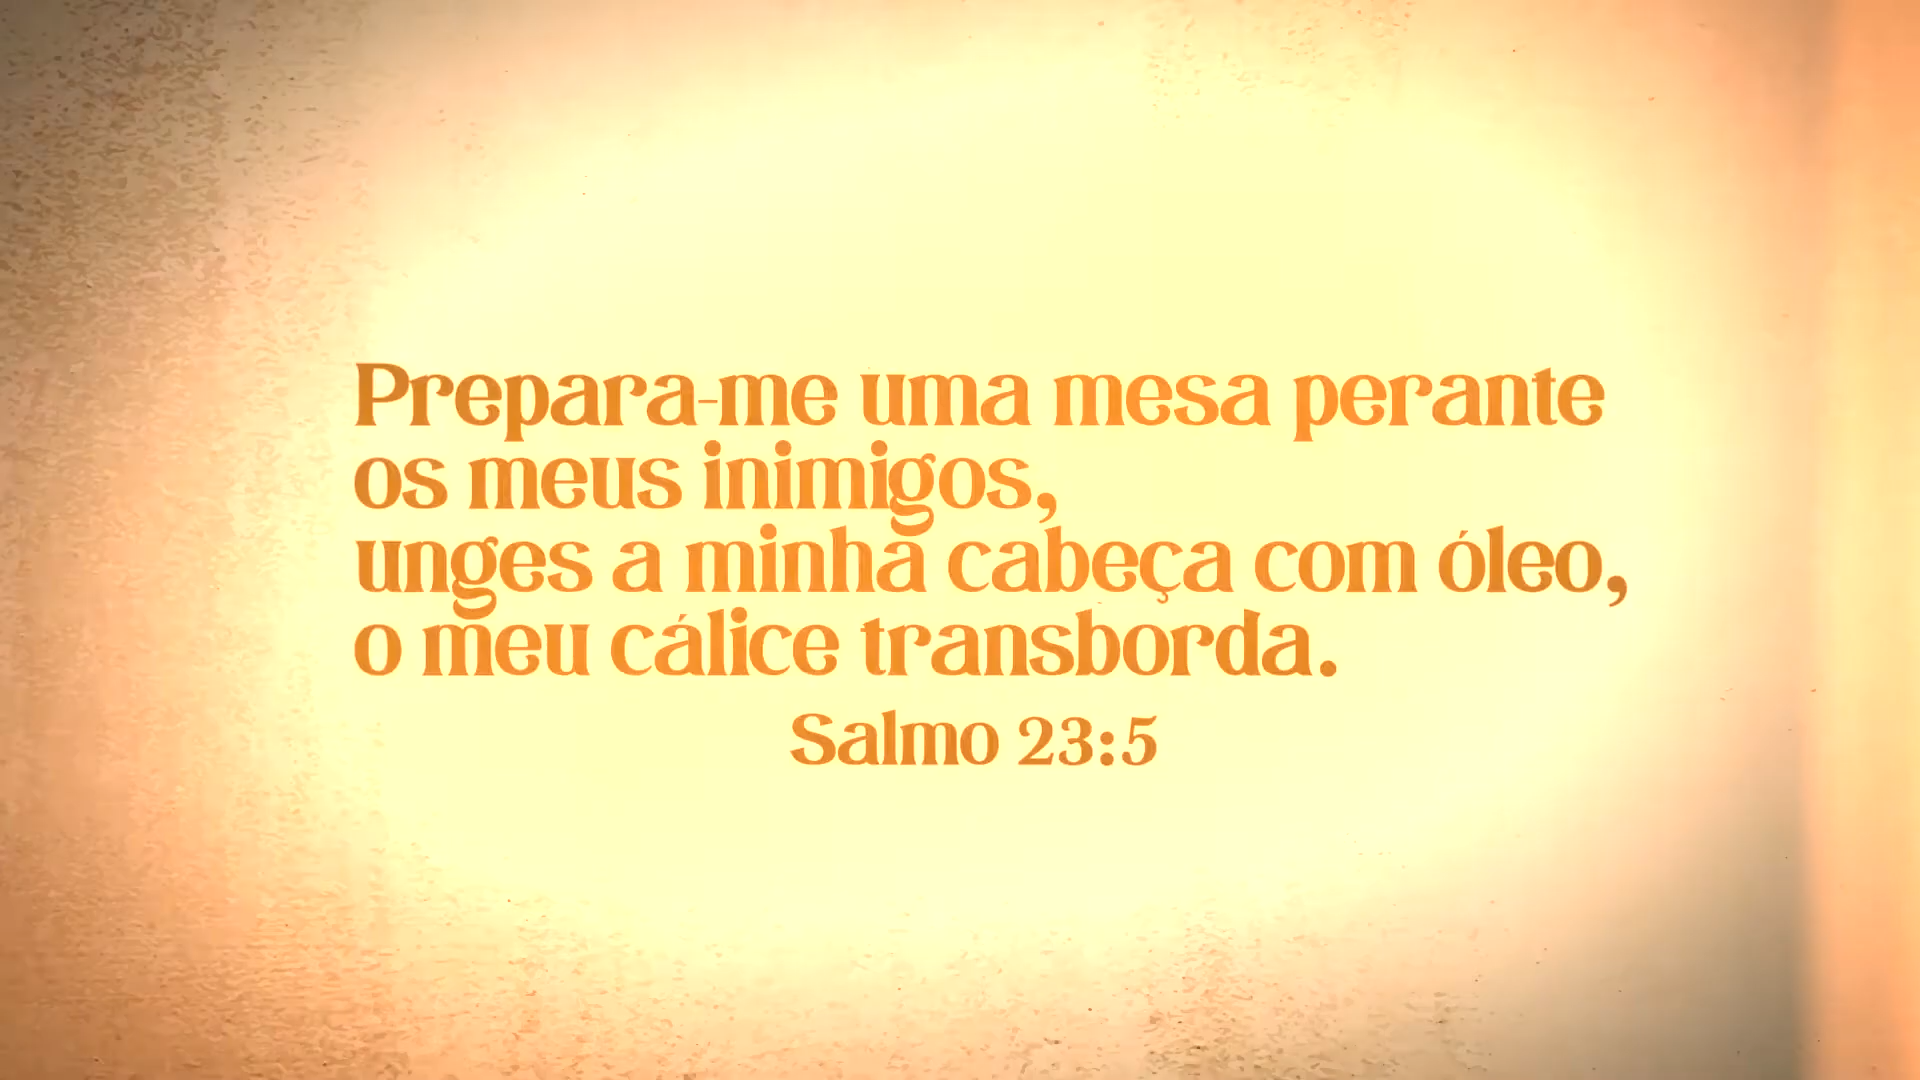 Prepara-me uma mesa perante
os meus inimigos,
unges a minha cabeça com óleo,
o meu cálice transborda.
Salmo 23:5